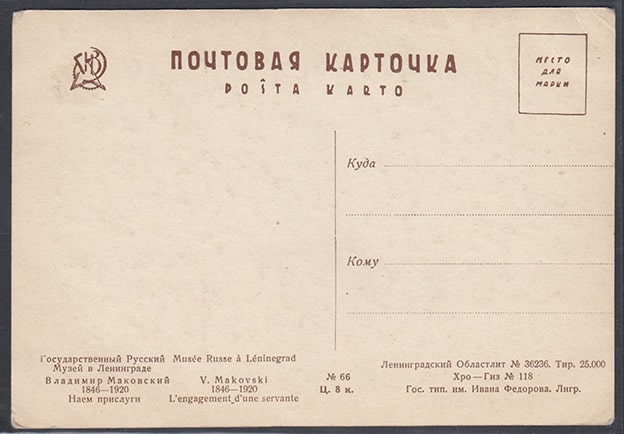 ПОЧТОВАЯ КАРТОЧКА
POŜTA KARTO
МЕСТО
ДЛЯ
МАРКИ
Куда
Кому
Государственный Русский
Музей в Ленинграде
Владимир Маковский
1846—1920
Наем прислуги
Musée Russe à Léninegrad
V. Makovski
1846—1920
L'engagement d'une servante
№ 66
Ц. 8 к.
Ленинградский Областлит № 36236. Тир. 25.000
Хро—Гиз № 118
Гос. тип. им. Ивана Федорова. Лнгр.